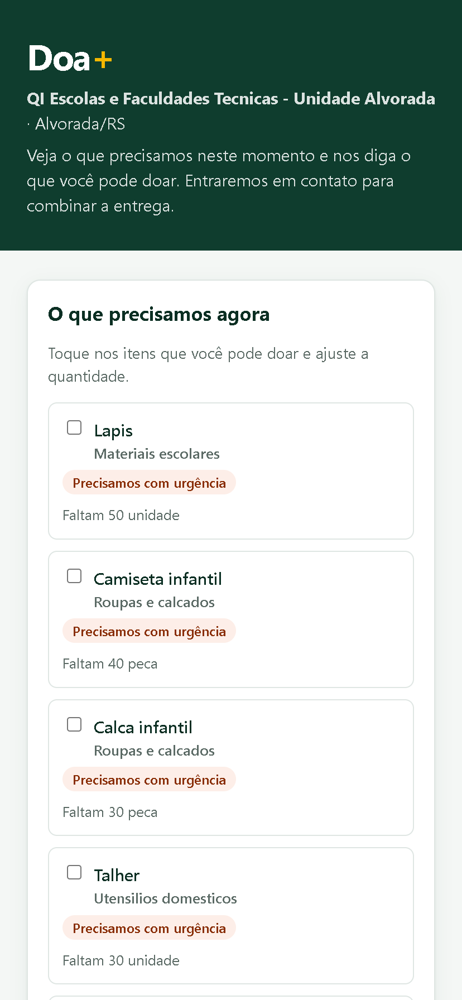 Doa+
QI Escolas e Faculdades Tecnicas - Unidade Alvorada
· Alvorada/RS
Veja o que precisamos neste momento e nos diga o
que você pode doar. Entraremos em contato para
combinar a entrega.
O que precisamos agora
Toque nos itens que você pode doar e ajuste a
quantidade.
Lapis
Materiais escolares
Precisamos com urgência
Faltam 50 unidade
Camiseta infantil
Roupas e calcados
Precisamos com urgência
Faltam 40 peca
Calca infantil
Roupas e calcados
Precisamos com urgência
Faltam 30 peca
Talher
Utensilios domesticos
Precisamos com urgência
Faltam 30 unidade